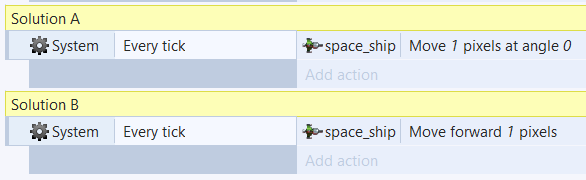 Solution A
System Every tick space_ship Move 1 pixels at angle 0
Add action
Solution B
System Every tick space_ship Move forward 1 pixels
Add action